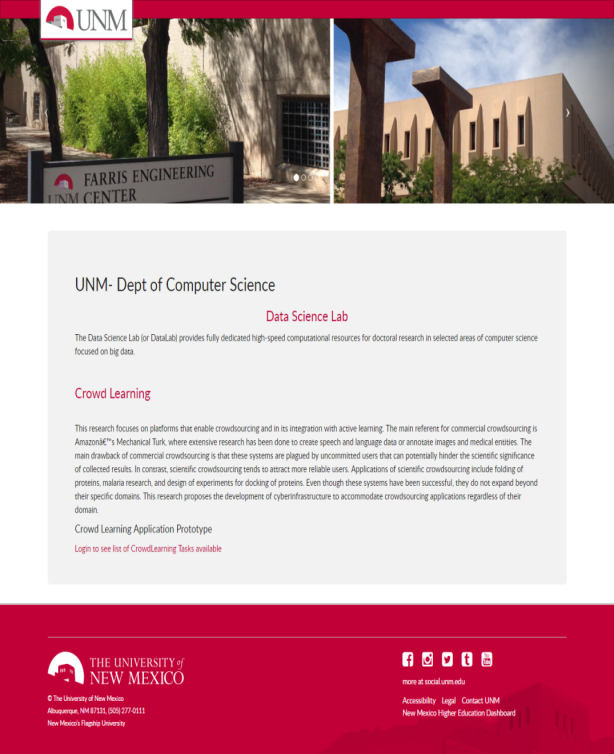 UNM
FARRIS ENGINEERING
UNM CENTER
UNM- Dept of Computer Science
Data Science Lab
The Data Science Lab (or DataLab) provides fully dedicated high-speed computational resources for doctoral research in selected areas of computer science
focused on big data.
Crowd Learning
This research focuses on platforms that enable crowdsourcing and in its integration with active learning. The main referent for commercial crowdsourcing is
Amazonâ€™s Mechanical Turk, where extensive research has been done to create speech and language data or annotate images and medical entities. The
main drawback of commercial crowdsourcing is that these systems are plagued by uncommitted users that can potentially hinder the scientific significance
of collected results. In contrast, scientific crowdsourcing tends to attract more reliable users. Applications of scientific crowdsourcing include folding of
proteins, malaria research, and design of experiments for docking of proteins. Even though these systems have been successful, they do not expand beyond
their specific domains. This research proposes the development of cyberinfrastructure to accommodate crowdsourcing applications regardless of their
domain.
Crowd Learning Application Prototype
Login to see list of CrowdLearning Tasks available
THE UNIVERSITY of
NEW MEXICO
© The University of New Mexico
Albuquerque, NM 87131, (505) 277-0111
New Mexico's Flagship University
more at social.unm.edu
Accessibility Legal Contact UNM
New Mexico Higher Education Dashboard